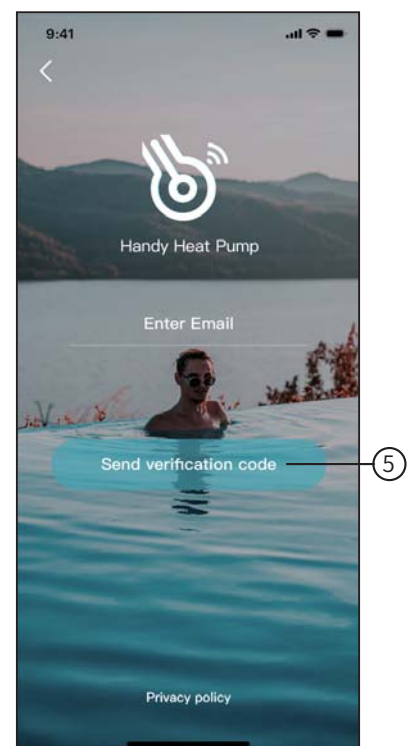 9:41
Handy Heat Pump
Enter Email
Send verification code
5
Privacy policy